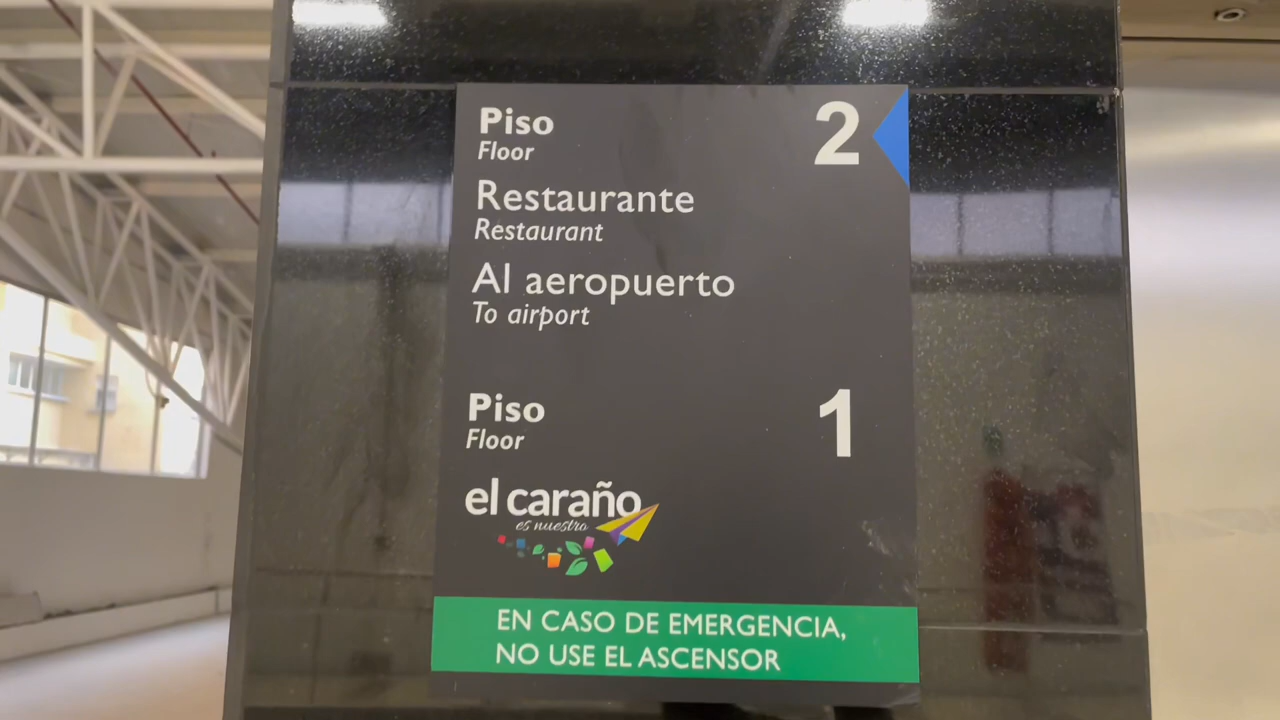 Piso 2
Floor
Restaurante
Restaurant
Al aeropuerto
To airport
Piso 1
Floor
el caraño
es nuestro
EN CASO DE EMERGENCIA,
NO USE EL ASCENSOR